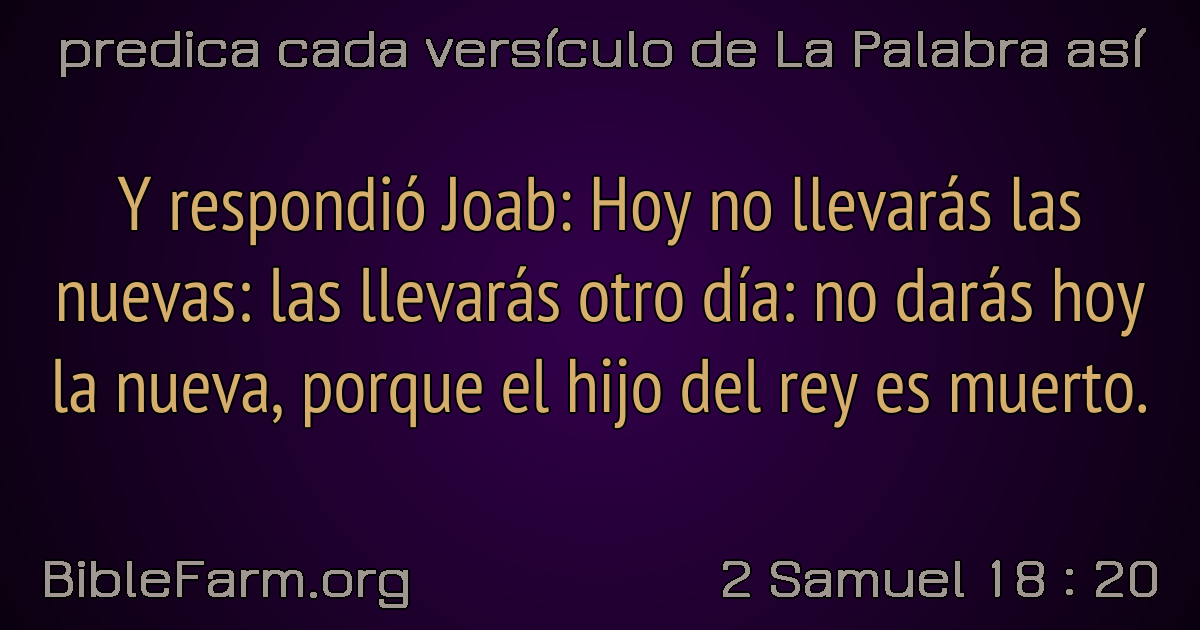 predica cada versículo de La Palabra así
Y respondió Joab: Hoy no llevarás las
nuevas: las llevarás otro día: no darás hoy
la nueva, porque el hijo del rey es muerto.
BibleFarm.org
2 Samuel 18 : 20